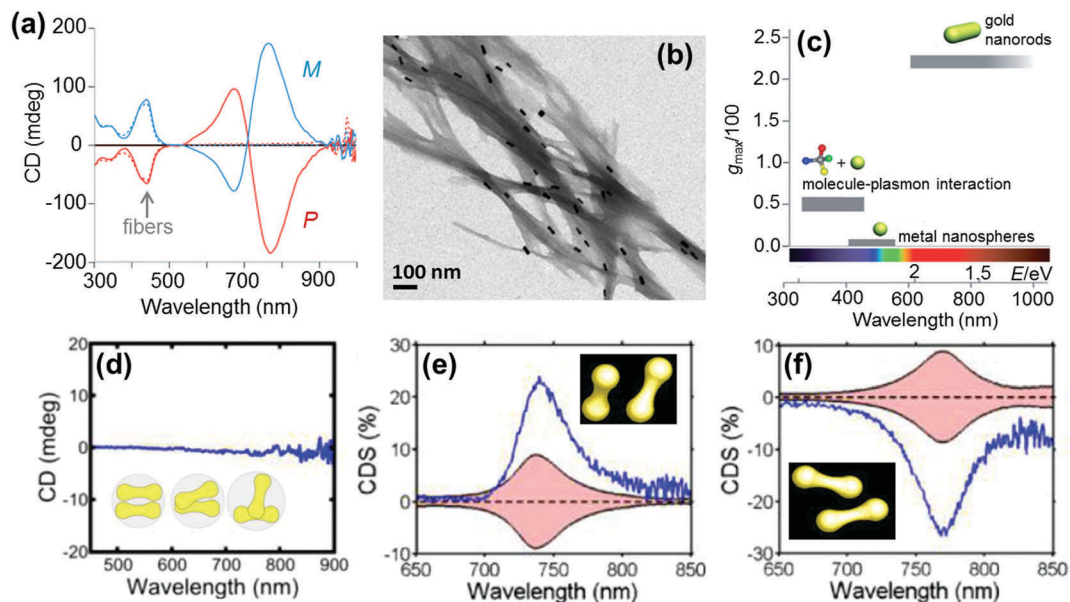 (a)
CD (mdeg)
200
100
0
-100
-200
M
P
fibers
300
500
700
900
Wavelength (nm)
(b)
100 nm
(c)
gmax/100
2.5
2.0
1.5
1.0
0.5
0.0
gold
nanorods
+
molecule-plasmon interaction
metal nanospheres
2
1,5
E/eV
300
400
600
800
1000
Wavelength (nm)
(d)
CD (mdeg)
20
10
0
-10
-20
500
600
700
800
900
Wavelength (nm)
(e)
CDS (%)
30
20
10
0
-10
650
700
750
800
850
Wavelength (nm)
(f)
CDS (%)
10
0
-10
-20
-30
650
700
750
800
850
Wavelength (nm)